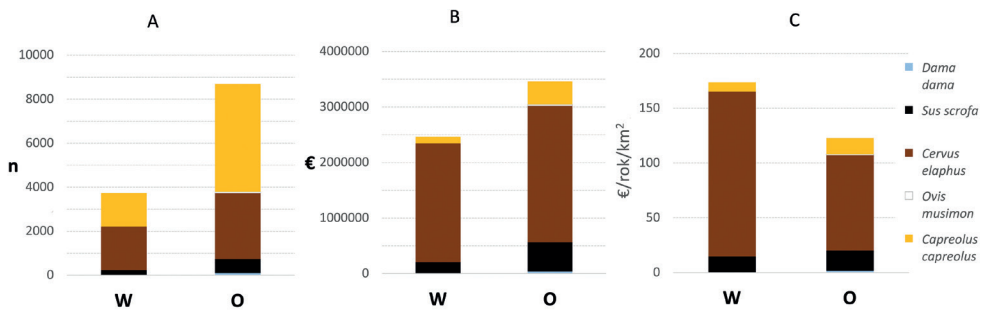 A
10000
8000
6000
n
4000
2000
0
W
O
B
4000000
3000000
€
2000000
1000000
0
W
O
C
200
150
€/rok/km²
100
50
0
W
O
Dama
dama
Sus scrofa
Cervus
elaphus
Ovis
musimon
Capreolus
capreolus